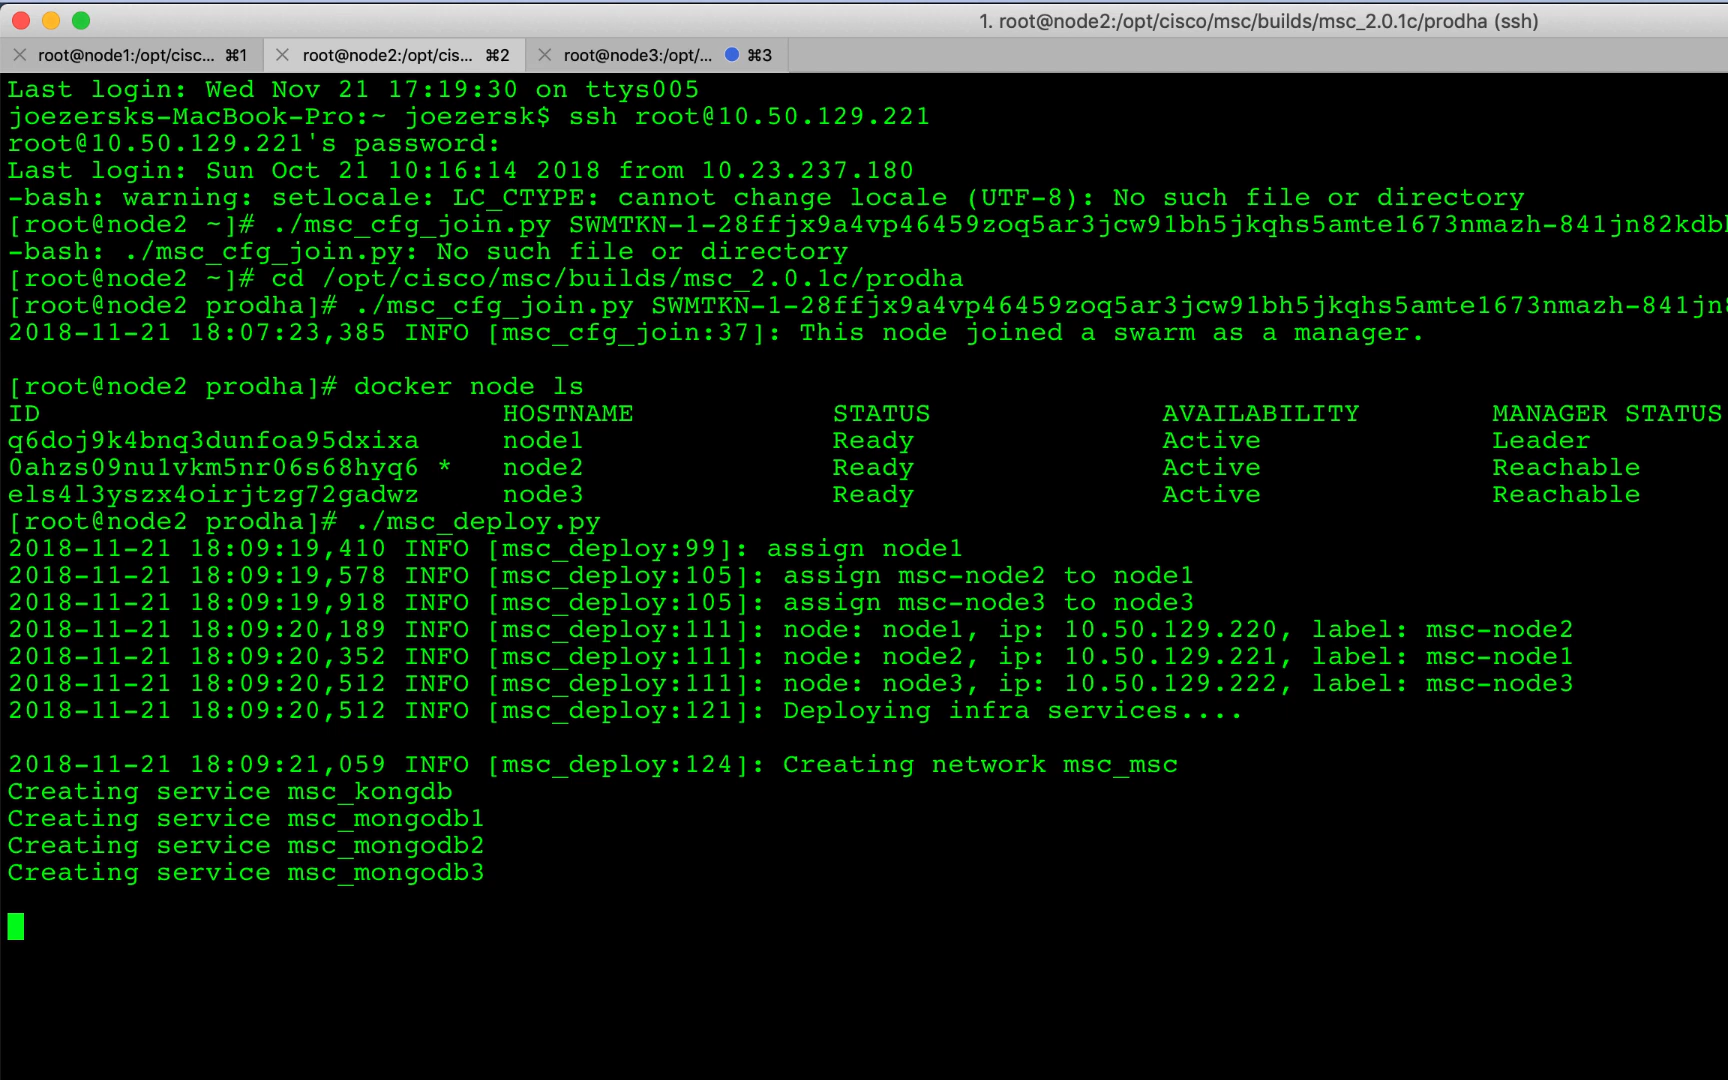 1. root@node2:/opt/cisco/msc/builds/msc_2.0.1c/prodha (ssh)
root@node1:/opt/cisc... ⌘1 root@node2:/opt/cis... ⌘2 root@node3:/opt/... ⌘3
Last login: Wed Nov 21 17:19:30 on ttys005
joezersks-MacBook-Pro:~ joezersk$ ssh root@10.50.129.221
root@10.50.129.221's password:
Last login: Sun Oct 21 10:16:14 2018 from 10.23.237.180
-bash: warning: setlocale: LC_CTYPE: cannot change locale (UTF-8): No such file or directory
[root@node2 ~]# ./msc_cfg_join.py SWMTKN-1-28ffjx9a4vp46459zoq5ar3jcw91bh5jkqhs5amte1673nmazh-841jn82kdb
-bash: ./msc_cfg_join.py: No such file or directory
[root@node2 ~]# cd /opt/cisco/msc/builds/msc_2.0.1c/prodha
[root@node2 prodha]# ./msc_cfg_join.py SWMTKN-1-28ffjx9a4vp46459zoq5ar3jcw91bh5jkqhs5amte1673nmazh-841jn
2018-11-21 18:07:23,385 INFO [msc_cfg_join:37]: This node joined a swarm as a manager.
[root@node2 prodha]# docker node ls
ID HOSTNAME STATUS AVAILABILITY MANAGER STATUS
q6doj9k4bnq3dunfoa95dxixa node1 Ready Active Leader
0ahzs09nu1vkm5nr06s68hyq6 * node2 Ready Active Reachable
els4l3yszx4oirjtzg72gadwz node3 Ready Active Reachable
[root@node2 prodha]# ./msc_deploy.py
2018-11-21 18:09:19,410 INFO [msc_deploy:99]: assign node1
2018-11-21 18:09:19,578 INFO [msc_deploy:105]: assign msc-node2 to node1
2018-11-21 18:09:19,918 INFO [msc_deploy:105]: assign msc-node3 to node3
2018-11-21 18:09:20,189 INFO [msc_deploy:111]: node: node1, ip: 10.50.129.220, label: msc-node2
2018-11-21 18:09:20,352 INFO [msc_deploy:111]: node: node2, ip: 10.50.129.221, label: msc-node1
2018-11-21 18:09:20,512 INFO [msc_deploy:111]: node: node3, ip: 10.50.129.222, label: msc-node3
2018-11-21 18:09:20,512 INFO [msc_deploy:121]: Deploying infra services....
2018-11-21 18:09:21,059 INFO [msc_deploy:124]: Creating network msc_msc
Creating service msc_kongdb
Creating service msc_mongodb1
Creating service msc_mongodb2
Creating service msc_mongodb3